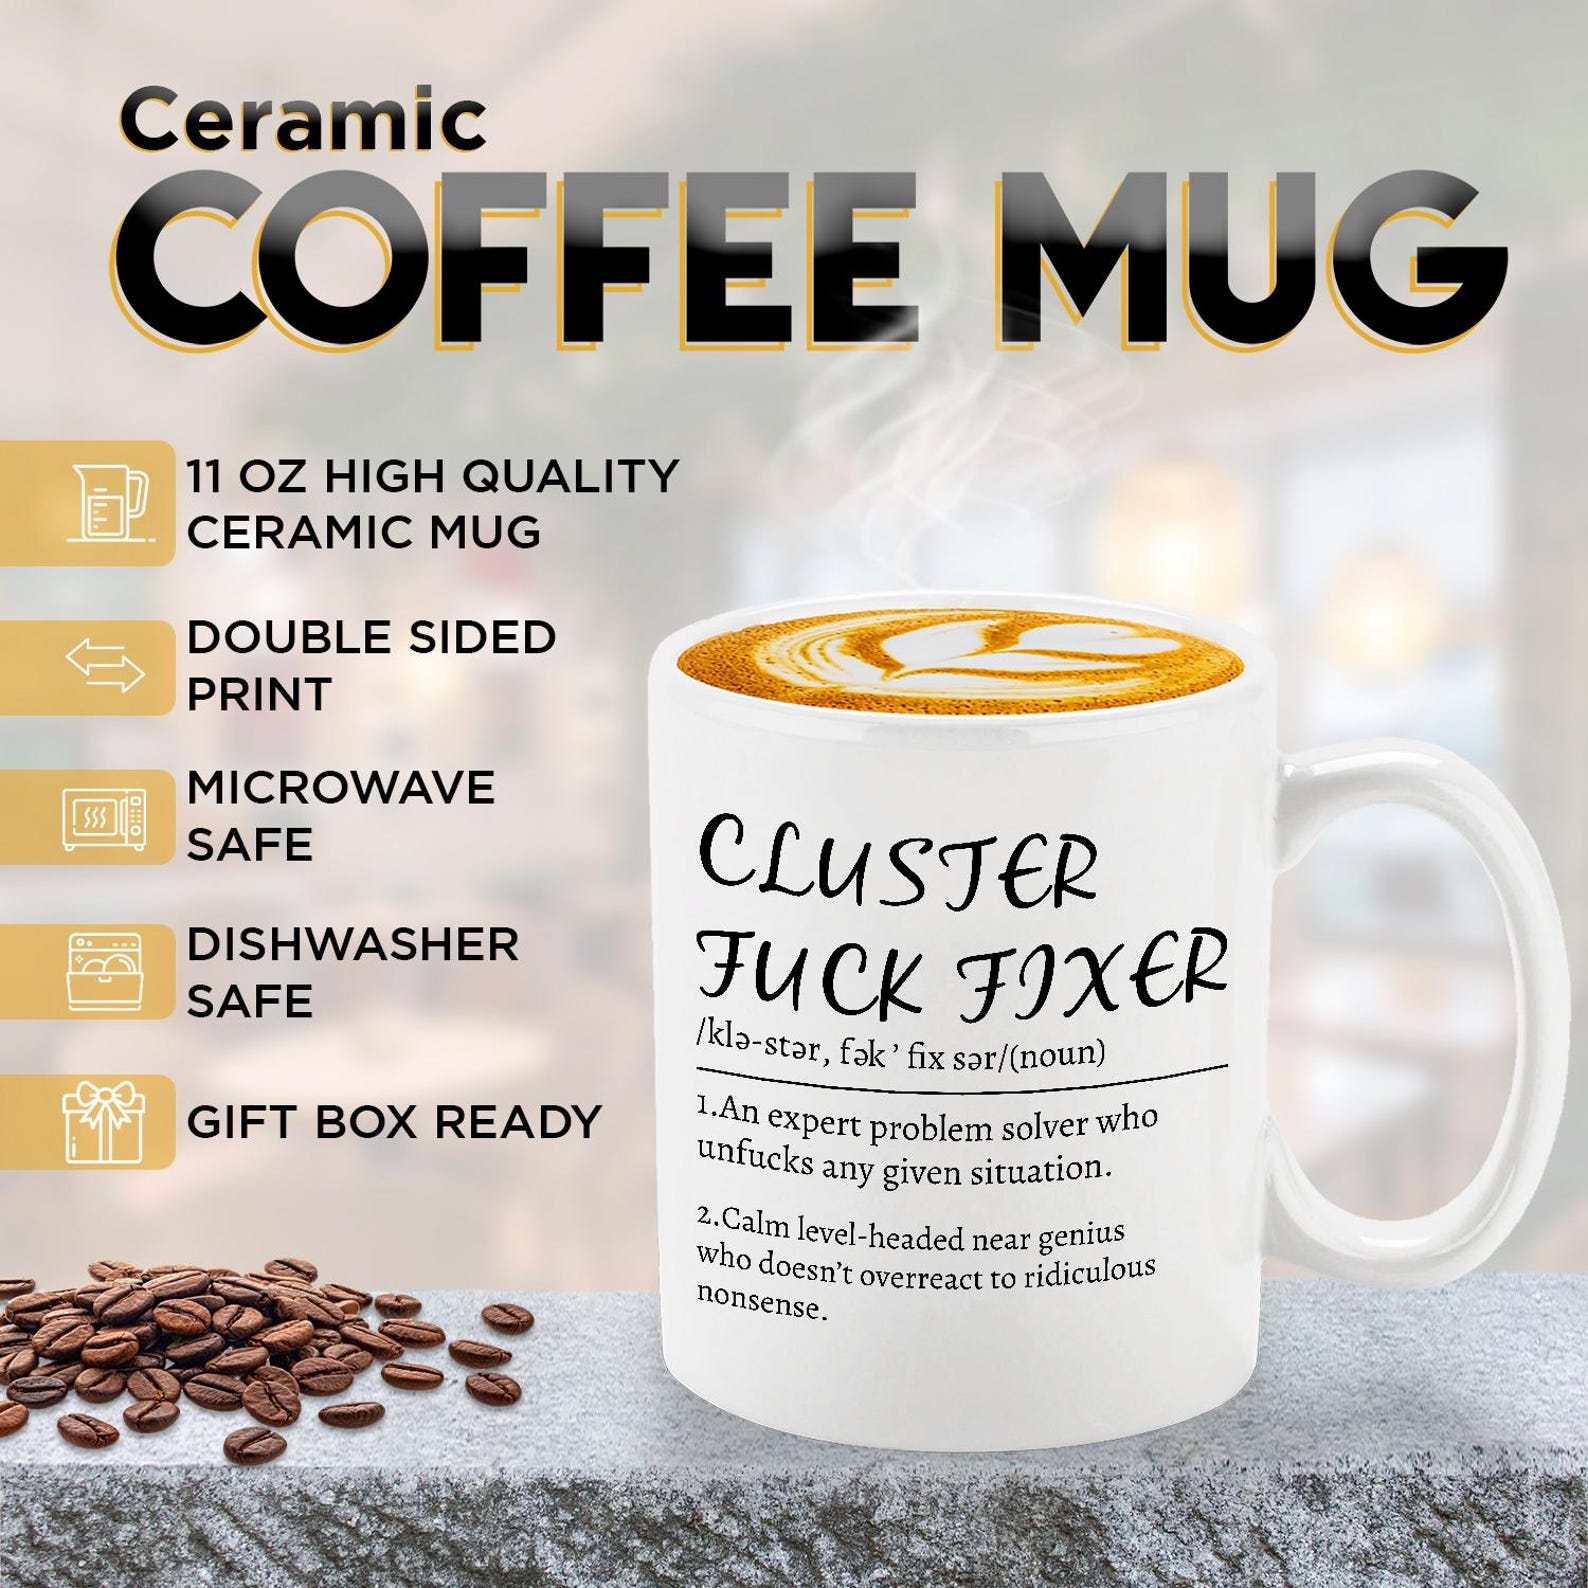 Ceramic
COFFEE MUG
11 OZ HIGH QUALITY
CERAMIC MUG
DOUBLE SIDED
PRINT
MICROWAVE
SAFE
DISHWASHER
SAFE
GIFT BOX READY
CLUSTER
FUCK FIXER
/klə-stər, fək ’ fix sər/(noun)
1.An expert problem solver who
unfucks any given situation.
2.Calm level-headed near genius
who doesn’t overreact to ridiculous
nonsense.